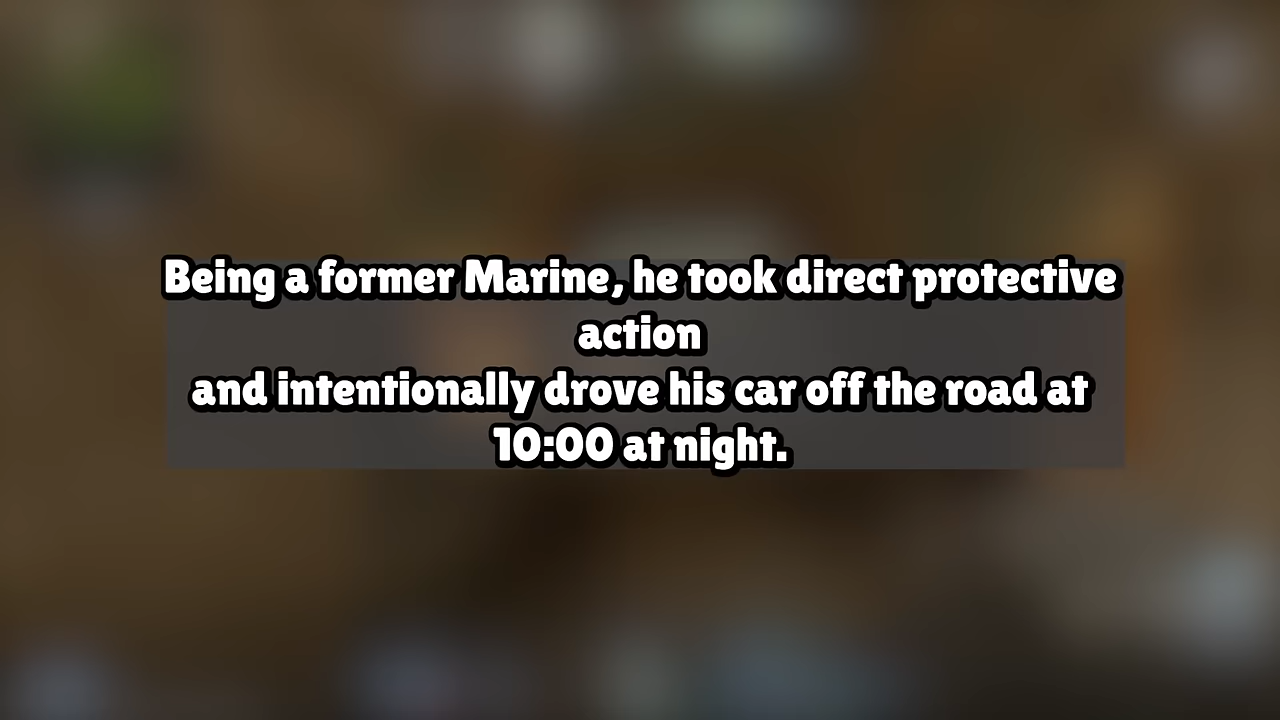 Being a former Marine, he took direct protective
action
and intentionally drove his car off the road at
10:00 at night.